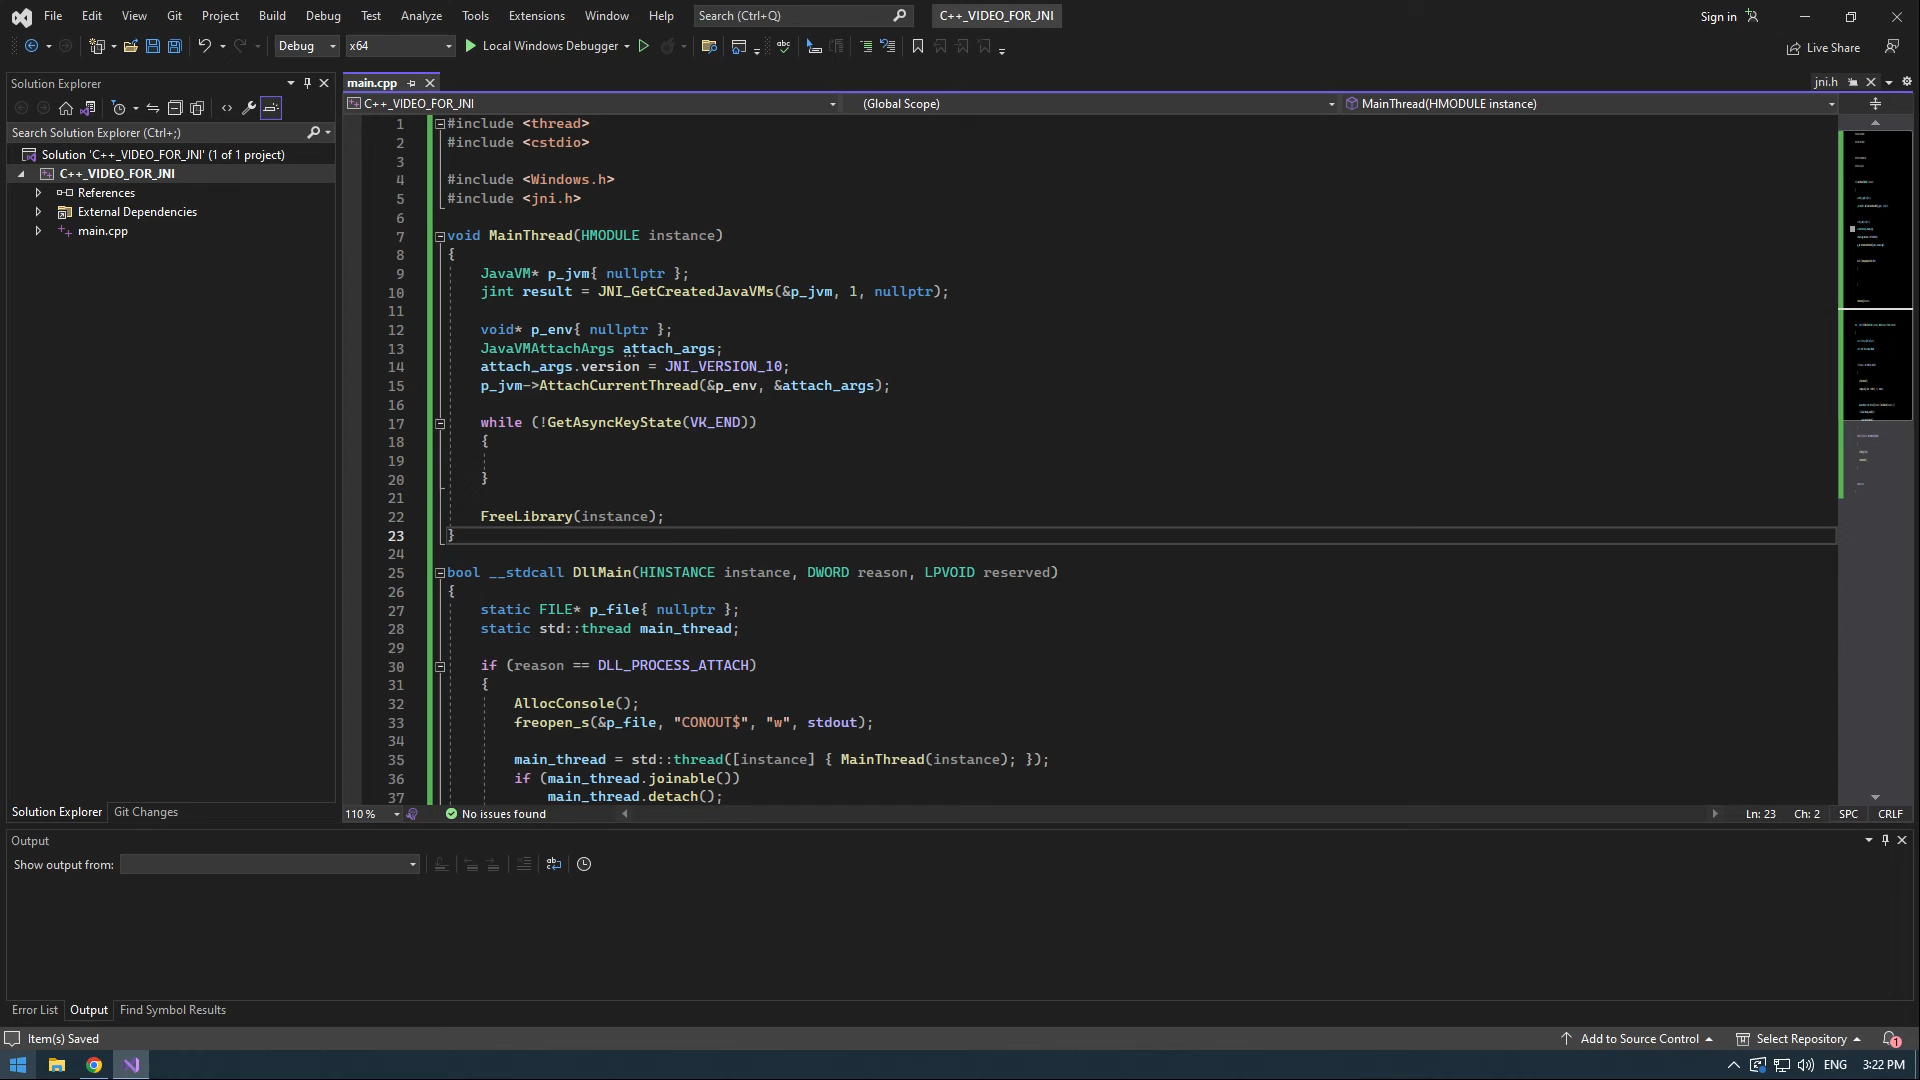 File Edit View Git Project Build Debug Test Analyze Tools Extensions Window Help Search (Ctrl+Q) C++_VIDEO_FOR_JNI Sign in
Debug x64 Local Windows Debugger Live Share
Solution Explorer
Search Solution Explorer (Ctrl+;)
Solution 'C++_VIDEO_FOR_JNI' (1 of 1 project)
C++_VIDEO_FOR_JNI
References
External Dependencies
main.cpp
Solution Explorer Git Changes
main.cpp jni.h
C++_VIDEO_FOR_JNI (Global Scope) MainThread(HMODULE instance)
1 #include <thread>
2 #include <cstdio>
3
4 #include <Windows.h>
5 #include <jni.h>
6
7 void MainThread(HMODULE instance)
8 {
9 JavaVM* p_jvm{ nullptr };
10 jint result = JNI_GetCreatedJavaVMs(&p_jvm, 1, nullptr);
11
12 void* p_env{ nullptr };
13 JavaVMAttachArgs attach_args;
14 attach_args.version = JNI_VERSION_10;
15 p_jvm->AttachCurrentThread(&p_env, &attach_args);
16
17 while (!GetAsyncKeyState(VK_END))
18 {
19
20 }
21
22 FreeLibrary(instance);
23 }
24
25 bool __stdcall DllMain(HINSTANCE instance, DWORD reason, LPVOID reserved)
26 {
27 static FILE* p_file{ nullptr };
28 static std::thread main_thread;
29
30 if (reason == DLL_PROCESS_ATTACH)
31 {
32 AllocConsole();
33 freopen_s(&p_file, "CONOUT$", "w", stdout);
34
35 main_thread = std::thread([instance] { MainThread(instance); });
36 if (main_thread.joinable())
37 main_thread.detach();
110 % No issues found Ln: 23 Ch: 2 SPC CRLF
Output
Show output from:
Error List Output Find Symbol Results
Item(s) Saved Add to Source Control Select Repository 1
ENG 3:22 PM